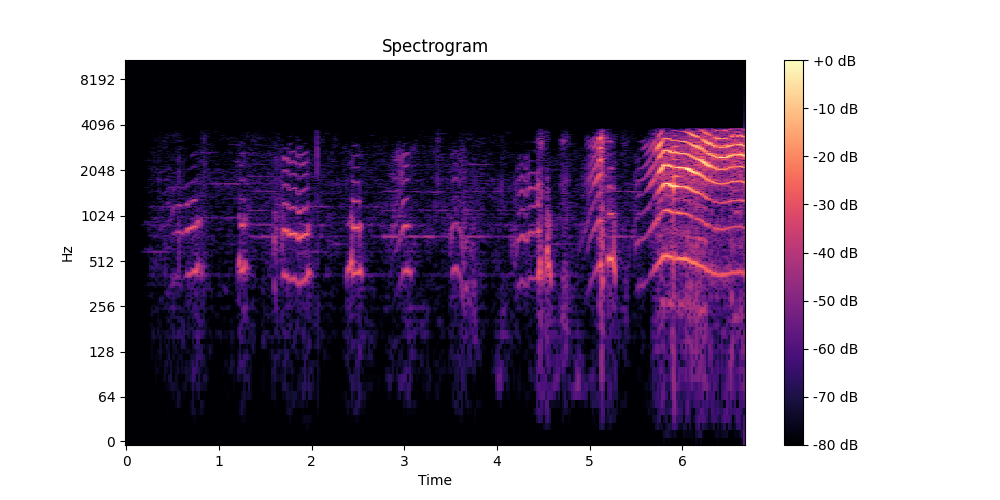 Spectrogram
8192
4096
2048
1024
512
256
128
64
0
Hz
0 1 2 3 4 5 6
Time
+0 dB
-10 dB
-20 dB
-30 dB
-40 dB
-50 dB
-60 dB
-70 dB
-80 dB